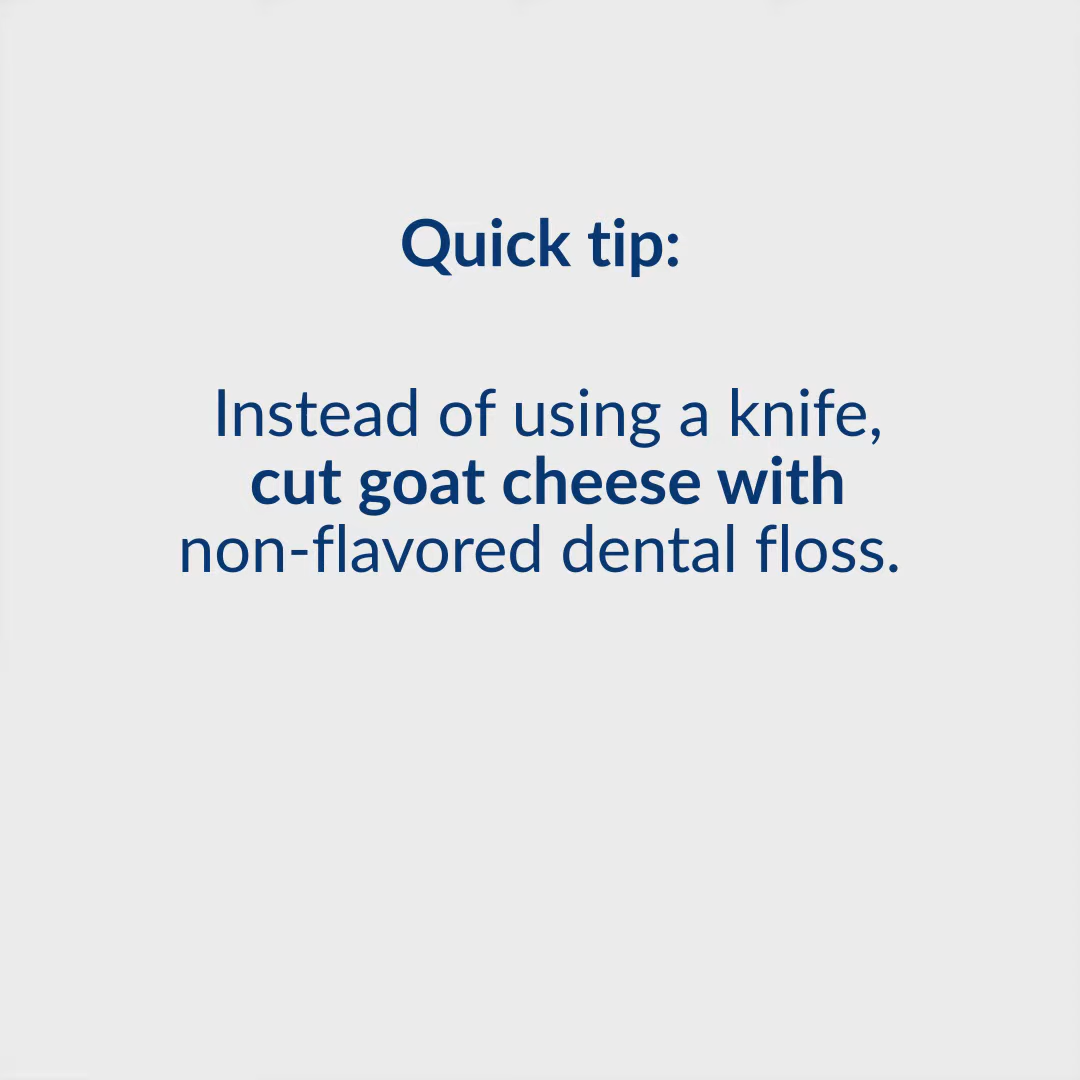 Quick tip:
Instead of using a knife,
cut goat cheese with
non-flavored dental floss.